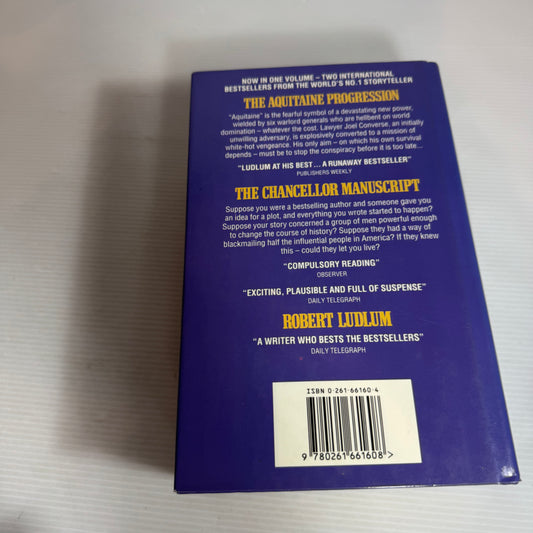 NOW IN ONE VOLUME – TWO INTERNATIONAL
BESTSELLERS FROM THE WORLD'S NO.1 STORYTELLER
THE AQUITAINE PROGRESSION
"Aquitaine" is the fearful symbol of a devastating new power,
wielded by six warlord generals who are hellbent on world
domination – whatever the cost. Lawyer Joel Converse, an initially
unwilling adversary, is explosively converted to a mission of
white-hot vengeance. His only aim – on which his own survival
depends – must be to stop the conspiracy before it is too late...
"LUDLUM AT HIS BEST... A RUNAWAY BESTSELLER"
PUBLISHERS WEEKLY
THE CHANCELLOR MANUSCRIPT
Suppose you were a bestselling author and someone gave you
an idea for a plot, and everything you wrote started to happen?
Suppose your story concerned a group of men powerful enough
to change the course of history? Suppose they had a way of
blackmailing half the influential people in America? If they knew
this – could they let you live?
"COMPULSORY READING"
OBSERVER
"EXCITING, PLAUSIBLE AND FULL OF SUSPENSE"
DAILY TELEGRAPH
ROBERT LUDLUM
"A WRITER WHO BESTS THE BESTSELLERS"
DAILY TELEGRAPH
ISBN 0-261-66160-4
9 780261 661608 >